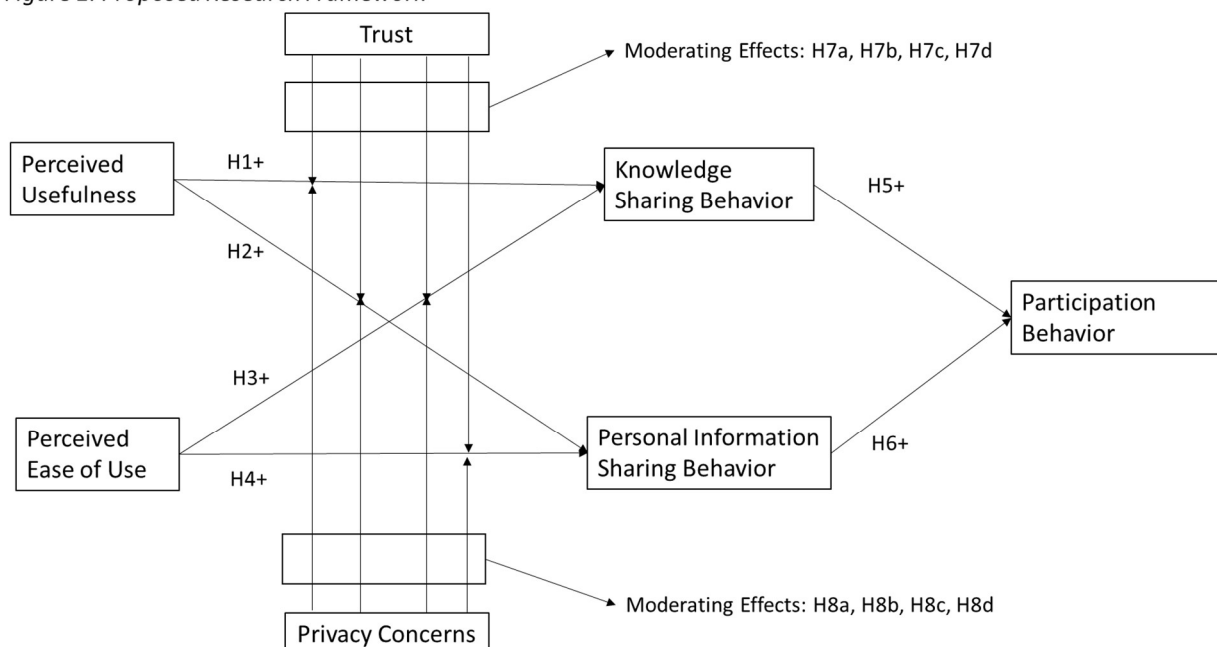 Trust
Moderating Effects: H7a, H7b, H7c, H7d
Perceived
Usefulness
H1+
Knowledge
Sharing Behavior
H5+
H2+
Participation
Behavior
H3+
Perceived
Ease of Use
H4+
Personal Information
Sharing Behavior
H6+
Moderating Effects: H8a, H8b, H8c, H8d
Privacy Concerns